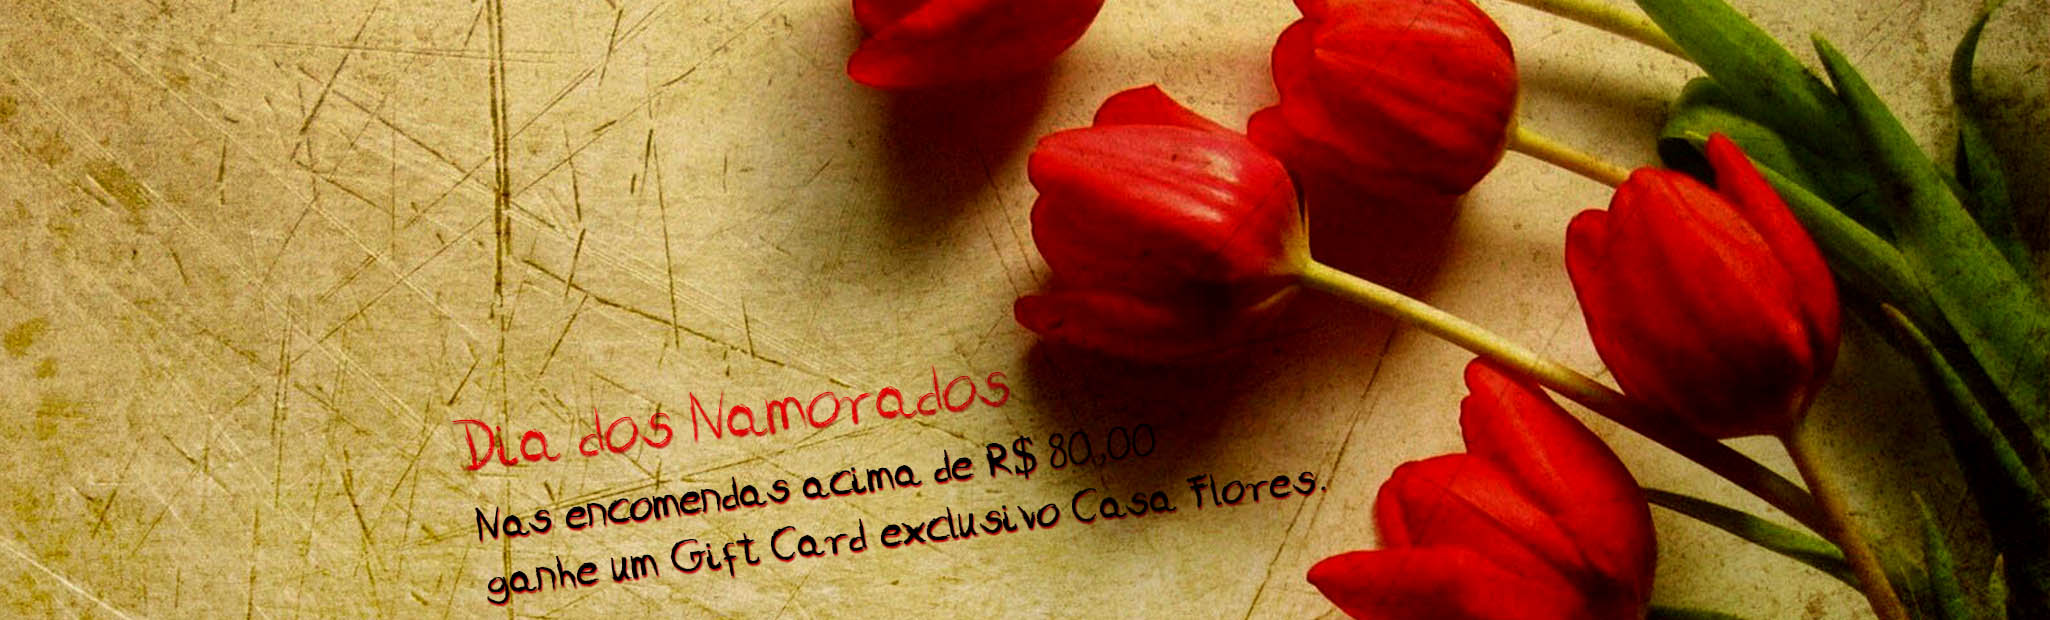 Dia dos Namorados
Nas encomendas acima de R$ 80,00
ganhe um Gift Card exclusivo Casa Flores.